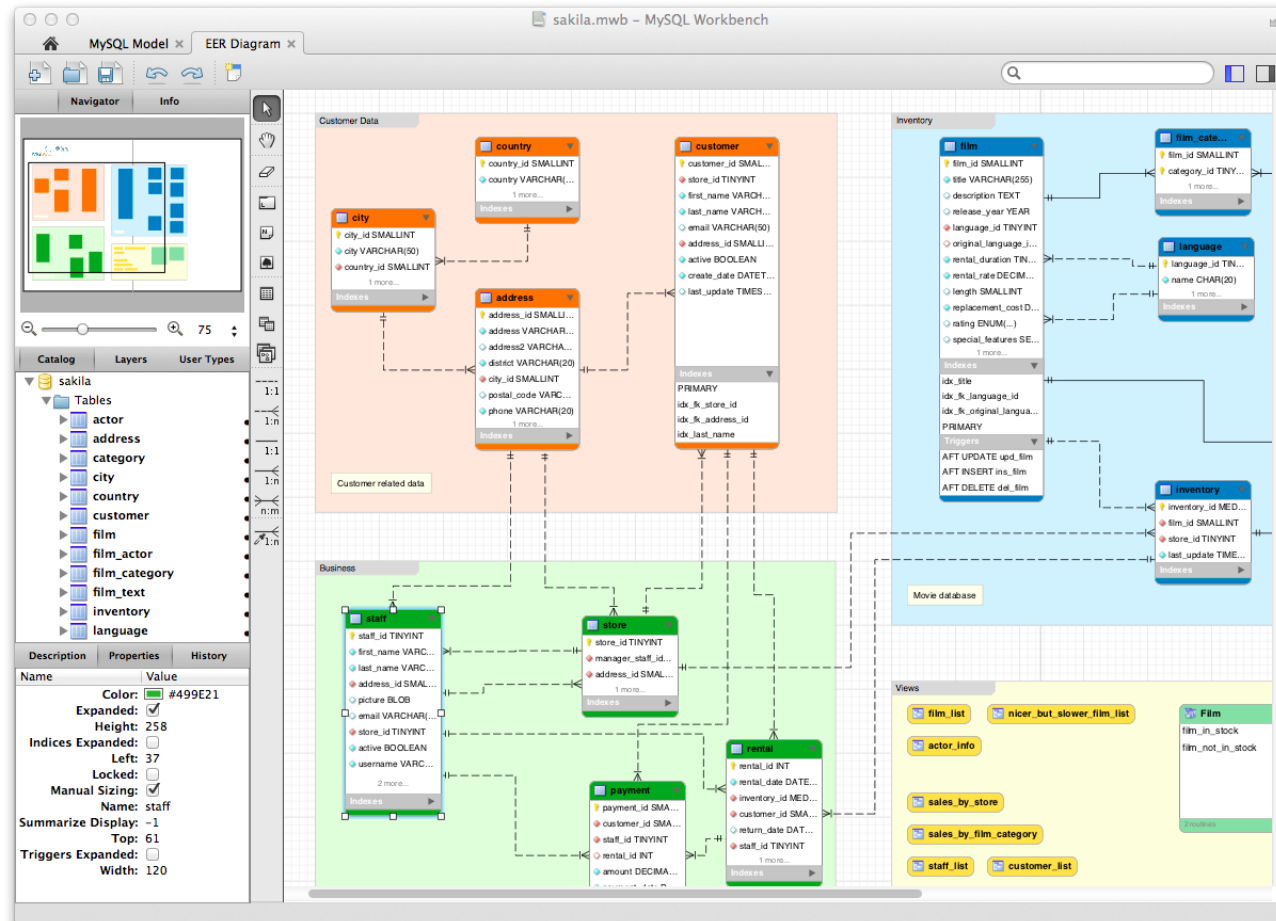 sakila.mwb – MySQL Workbench
MySQL Model
EER Diagram
Navigator
Info
75
Catalog
Layers
User Types
sakila
Tables
actor
address
category
city
country
customer
film
film_actor
film_category
film_text
inventory
language
Description
Properties
History
Name
Value
Color: #499E21
Expanded:
Height: 258
Indices Expanded:
Left: 37
Locked:
Manual Sizing:
Name: staff
Summarize Display: -1
Top: 61
Triggers Expanded:
Width: 120
1:1
1:n
1:1
1:n
n:m
1:n
Customer Data
country
country_id SMALLINT
country VARCHAR(...
1 more...
Indexes
city
city_id SMALLINT
city VARCHAR(50)
country_id SMALLINT
1 more...
Indexes
address
address_id SMALLI...
address VARCHAR...
address2 VARCHA...
district VARCHAR(20)
city_id SMALLINT
postal_code VARC...
phone VARCHAR(20)
1 more...
Indexes
customer
customer_id SMAL...
store_id TINYINT
first_name VARCH...
last_name VARCH...
email VARCHAR(50)
address_id SMALLI...
active BOOLEAN
create_date DATET...
last_update TIMES...
Indexes
PRIMARY
idx_fk_store_id
idx_fk_address_id
idx_last_name
Customer related data
Inventory
film
film_id SMALLINT
title VARCHAR(255)
description TEXT
release_year YEAR
language_id TINYINT
original_language_i...
rental_duration TIN...
rental_rate DECIM...
length SMALLINT
replacement_cost D...
rating ENUM(...)
special_features SE...
1 more...
Indexes
idx_title
idx_fk_language_id
idx_fk_original_langua...
PRIMARY
Triggers
AFT UPDATE upd_film
AFT INSERT ins_film
AFT DELETE del_film
film_cate...
film_id SMALLINT
category_id TINY...
1 more...
Indexes
language
language_id TIN...
name CHAR(20)
1 more...
Indexes
inventory
inventory_id MED...
film_id SMALLINT
store_id TINYINT
last_update TIME...
Indexes
Movie database
Business
staff
staff_id TINYINT
first_name VARC...
last_name VARC...
address_id SMAL...
picture BLOB
email VARCHAR(...
store_id TINYINT
active BOOLEAN
username VARC...
2 more...
Indexes
store
store_id TINYINT
manager_staff_id...
address_id SMAL...
1 more...
Indexes
payment
payment_id SMA...
customer_id SMA...
staff_id TINYINT
rental_id INT
amount DECIMA...
rental
rental_id INT
rental_date DATE...
inventory_id MED...
customer_id SMA...
return_date DAT...
staff_id TINYINT
1 more...
Indexes
Views
film_list
nicer_but_slower_film_list
actor_info
sales_by_store
sales_by_film_category
staff_list
customer_list
Film
film_in_stock
film_not_in_stock
2 routines